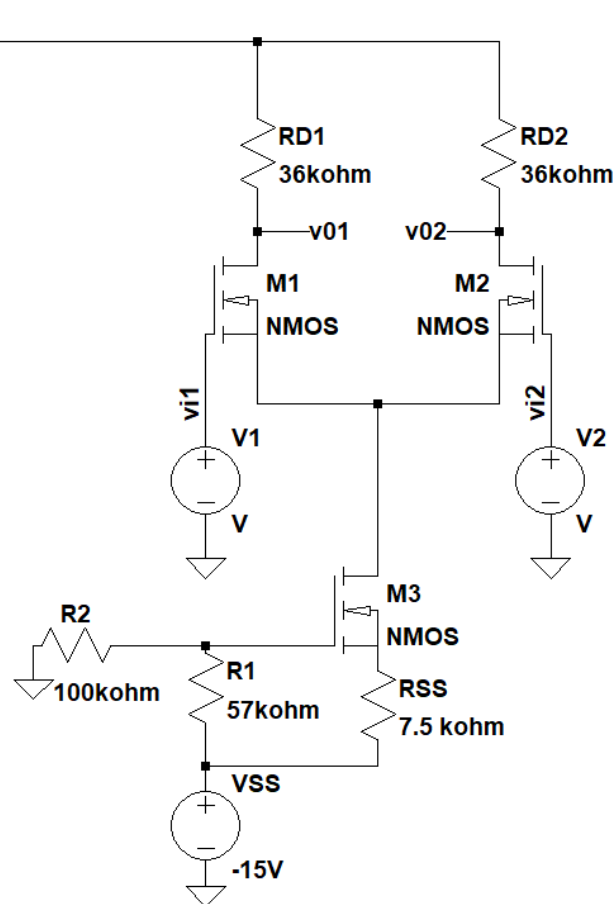 RD1
36kohm
RD2
36kohm
v01
v02
M1
NMOS
M2
NMOS
vi1
vi2
V1
V
V2
V
M3
NMOS
R2
100kohm
R1
57kohm
RSS
7.5 kohm
VSS
-15V